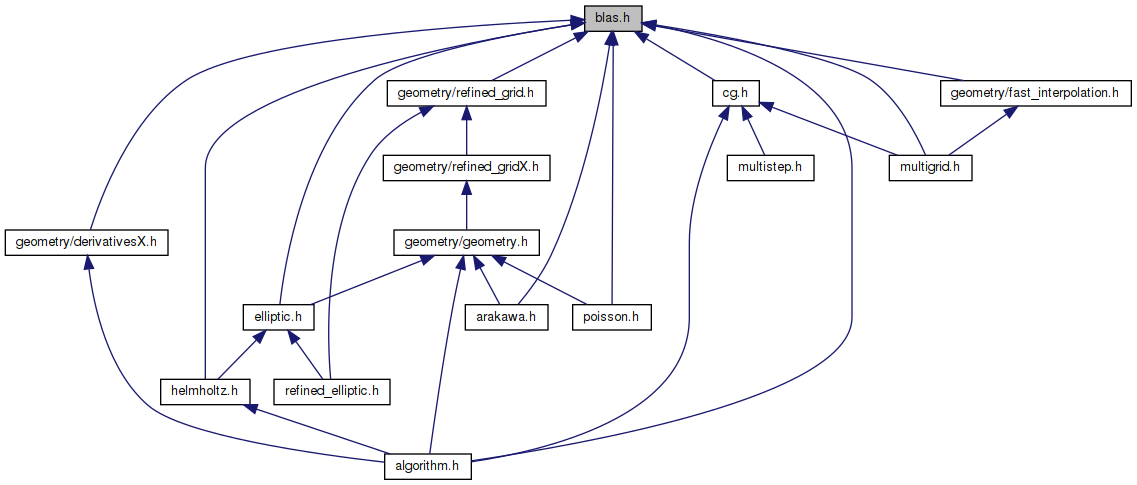 blas.h
geometry/refined_grid.h
cg.h
geometry/fast_interpolation.h
geometry/refined_gridX.h
multistep.h
multigrid.h
geometry/derivativesX.h
geometry/geometry.h
elliptic.h
arakawa.h
poisson.h
helmholtz.h
refined_elliptic.h
algorithm.h